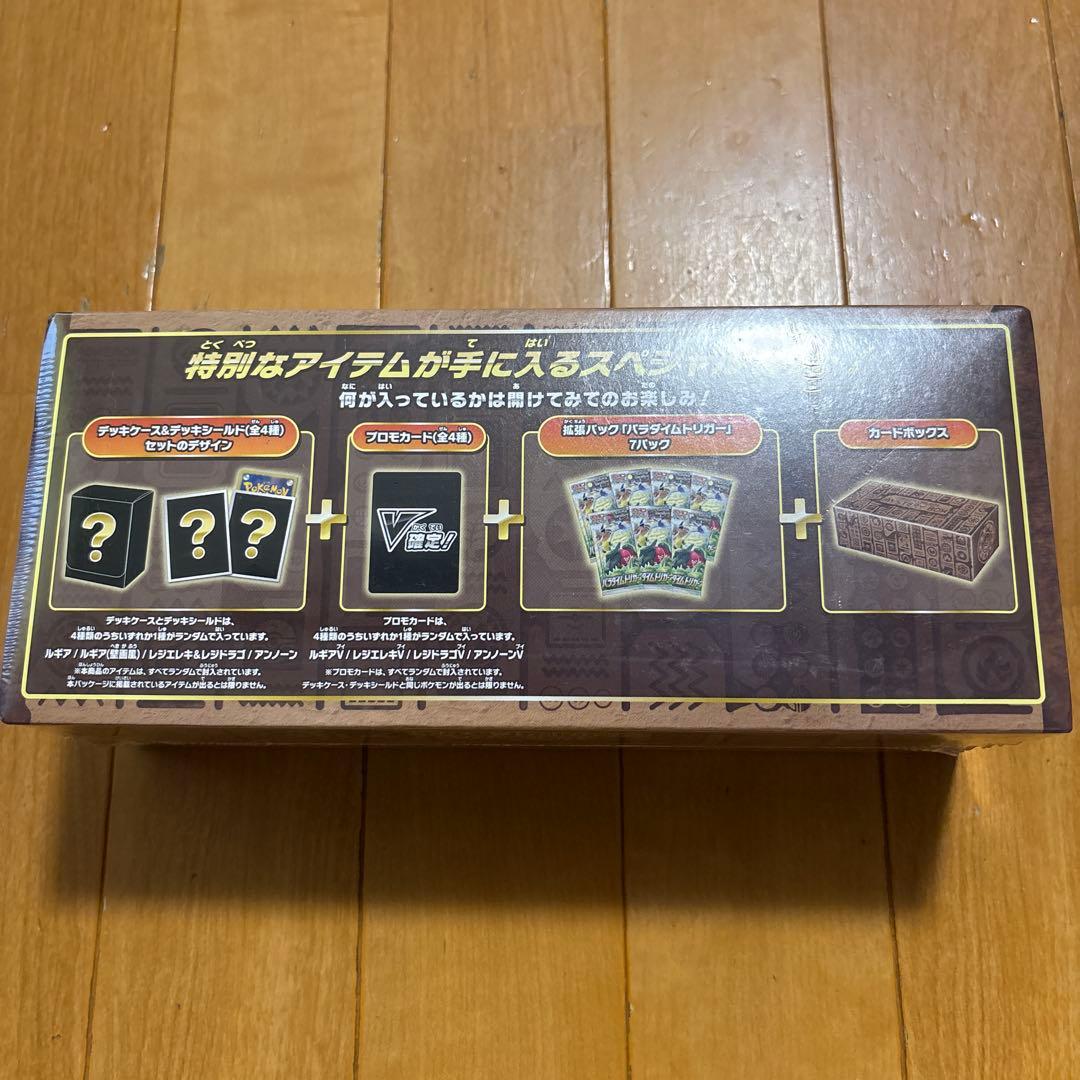 特別なアイテムが手に入るスペシャル
何が入っているかは開けてみてのお楽しみ!
デッキケース&デッキシールド(全4種)
セットのデザイン
プロモカード(全4種)
拡張パック「パラダイムトリガー」
7パック
カードボックス
POKéMON
V
確定!
パラダイムトリガー
デッキケースとデッキシールドは、
4種類のうちいずれか1種がランダムで入っています。
ルギア / ルギア(壁画風) / レジエレキ&レジドラゴ / アンノーン
※本商品のアイテムは、すべてランダムで封入されています。
本パッケージに掲載されているアイテムが出るとは限りません。
プロモカードは、
4種類のうちいずれか1種がランダムで入っています。
ルギアV / レジエレキV / レジドラゴV / アンノーンV
※プロモカードは、すべてランダムで封入されています。
デッキケース・デッキシールドと同じポケモンが出るとは限りません。